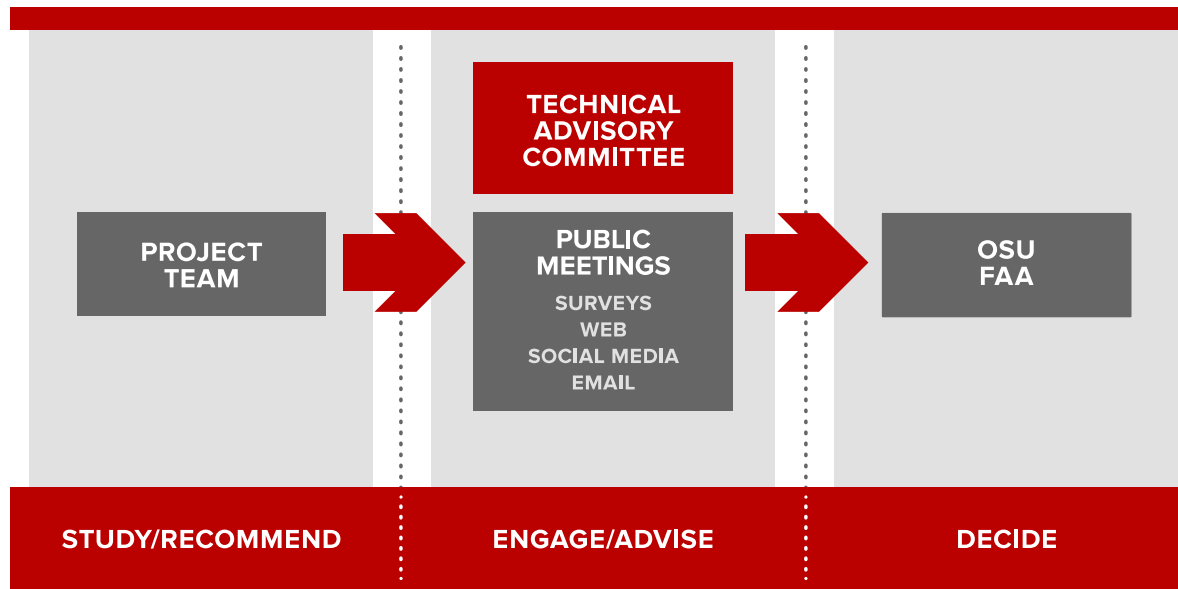 TECHNICAL
ADVISORY
COMMITTEE
PROJECT
TEAM
PUBLIC
MEETINGS
SURVEYS
WEB
SOCIAL MEDIA
EMAIL
OSU
FAA
STUDY/RECOMMEND
ENGAGE/ADVISE
DECIDE